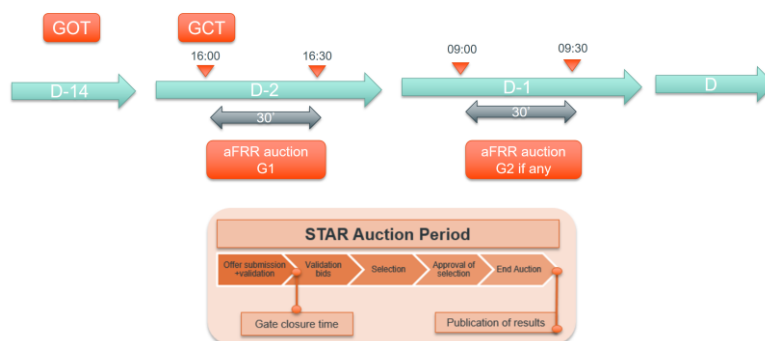 GOT
GCT
16:00
16:30
09:00
09:30
D-14
D-2
D-1
D
30'
30'
aFRR auction
G1
aFRR auction
G2 if any
STAR Auction Period
Offer submission
+validation
Validation
bids
Selection
Approval of
selection
End Auction
Gate closure time
Publication of results